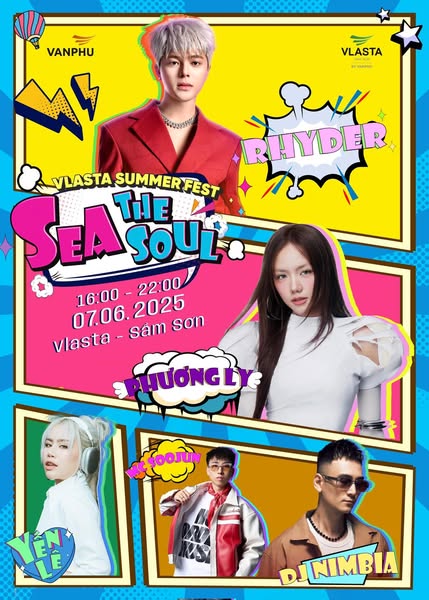 VANPHU
VLASTA
RHYDER
VLASTA SUMMER FEST
SEA THE SOUL
16:00 - 22:00
07.06.2025
Vlasta - Sầm Sơn
PHƯƠNG LY
YẾN LÊ
MC SOOJUN
DJ NIMBIA